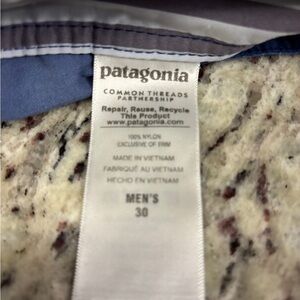 patagonia
COMMON THREADS
PARTNERSHIP
Repair, Reuse, Recycle
This Product
www.patagonia.com
100% NYLON
EXCLUSIVE OF TRIM
MADE IN VIETNAM
FABRIQUÉ AU VIETNAM
HECHO EN VIETNAM
MEN'S
30